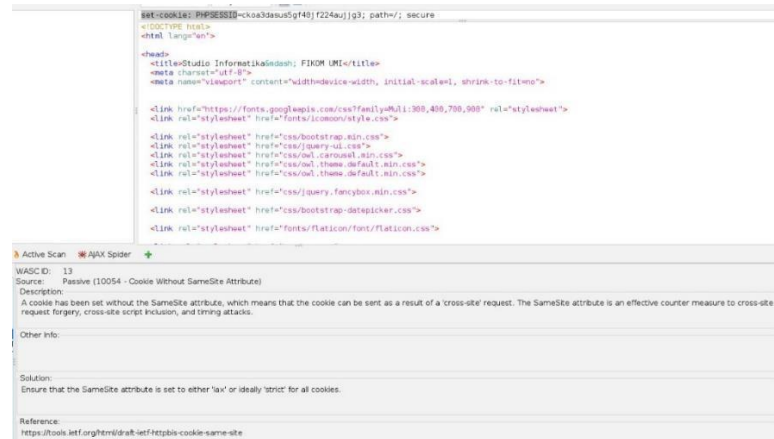 set-cookie: PHPSESSID=ckoa3dasus5gf48jf224aujjg3; path=/; secure
<!DOCTYPE html>
<html lang="en">
<head>
<title>Studio Informatika&mdash; FIKOM UMI</title>
<meta charset="utf-8">
<meta name="viewport" content="width=device-width, initial-scale=1, shrink-to-fit=no">
<link href="https://fonts.googleapis.com/css?family=Muli:300,400,700,900" rel="stylesheet">
<link rel="stylesheet" href="fonts/icomoon/style.css">
<link rel="stylesheet" href="css/bootstrap.min.css">
<link rel="stylesheet" href="css/jquery-ui.css">
<link rel="stylesheet" href="css/owl.carousel.min.css">
<link rel="stylesheet" href="css/owl.theme.default.min.css">
<link rel="stylesheet" href="css/owl.theme.default.min.css">
<link rel="stylesheet" href="css/jquery.fancybox.min.css">
<link rel="stylesheet" href="css/bootstrap-datepicker.css">
<link rel="stylesheet" href="fonts/flaticon/font/flaticon.css">
Active Scan AJAX Spider
WASC ID: 13
Source: Passive (10054 - Cookie Without SameSite Attribute)
Description:
A cookie has been set without the SameSite attribute, which means that the cookie can be sent as a result of a 'cross-site' request. The SameSite attribute is an effective counter measure to cross-site
request forgery, cross-site script inclusion, and timing attacks.
Other Info:
Solution:
Ensure that the SameSite attribute is set to either 'lax' or ideally 'strict' for all cookies.
Reference:
https://tools.ietf.org/html/draft-ietf-httpbis-cookie-same-site